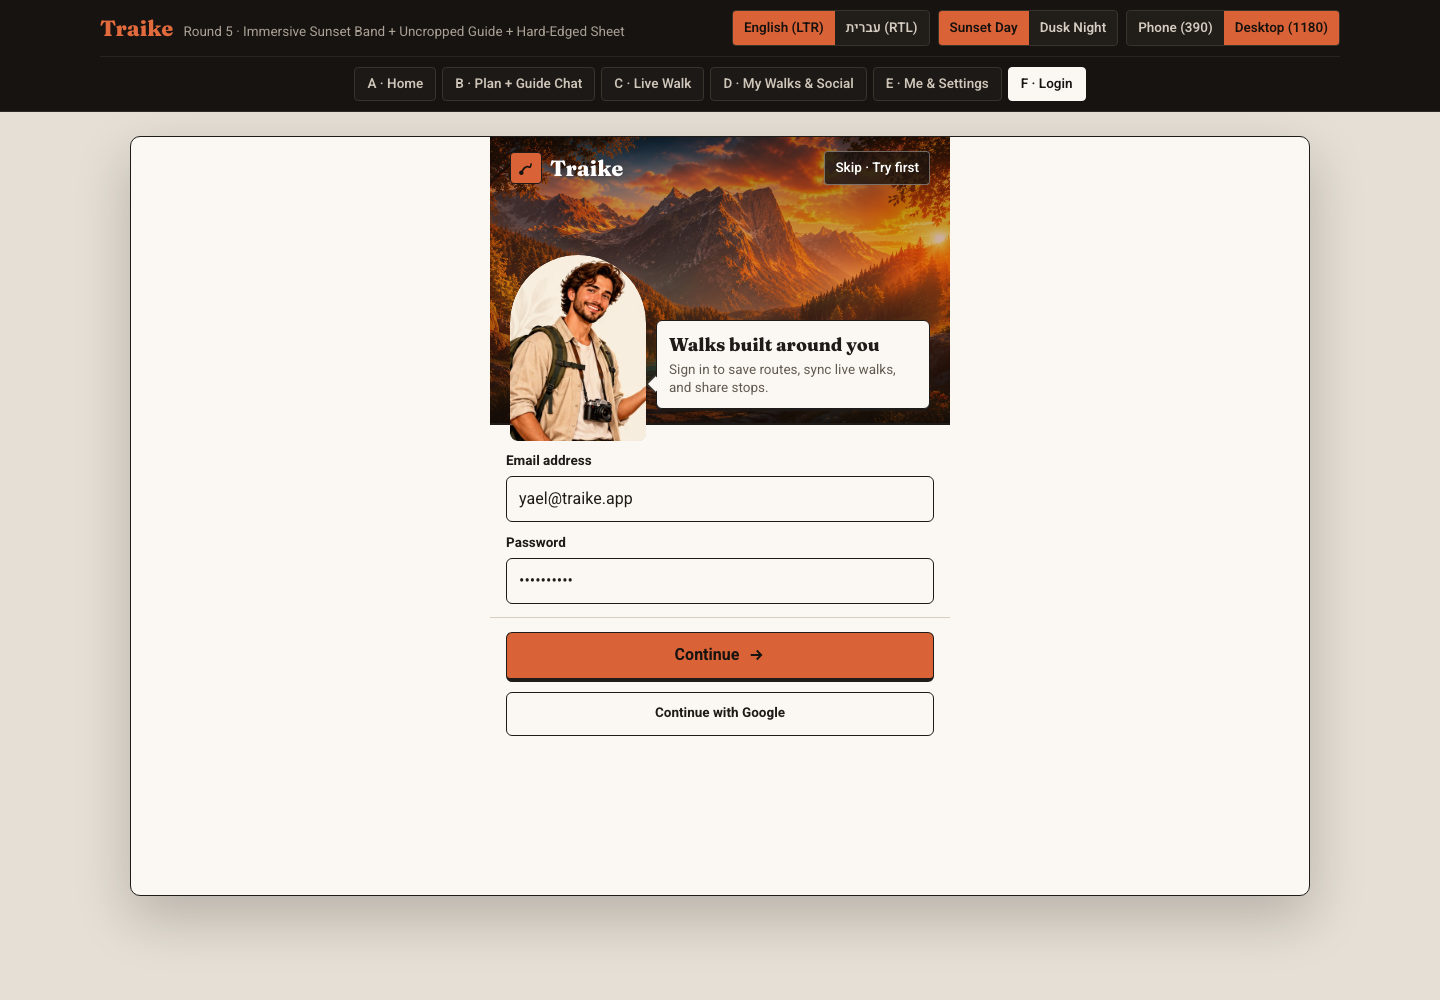 Traike
Round 5 · Immersive Sunset Band + Uncropped Guide + Hard-Edged Sheet
English (LTR)
עברית (RTL)
Sunset Day
Dusk Night
Phone (390)
Desktop (1180)
A · Home
B · Plan + Guide Chat
C · Live Walk
D · My Walks & Social
E · Me & Settings
F · Login
Traike
Skip · Try first
Walks built around you
Sign in to save routes, sync live walks,
and share stops.
Email address
yael@traike.app
Password
••••••••••
Continue →
Continue with Google